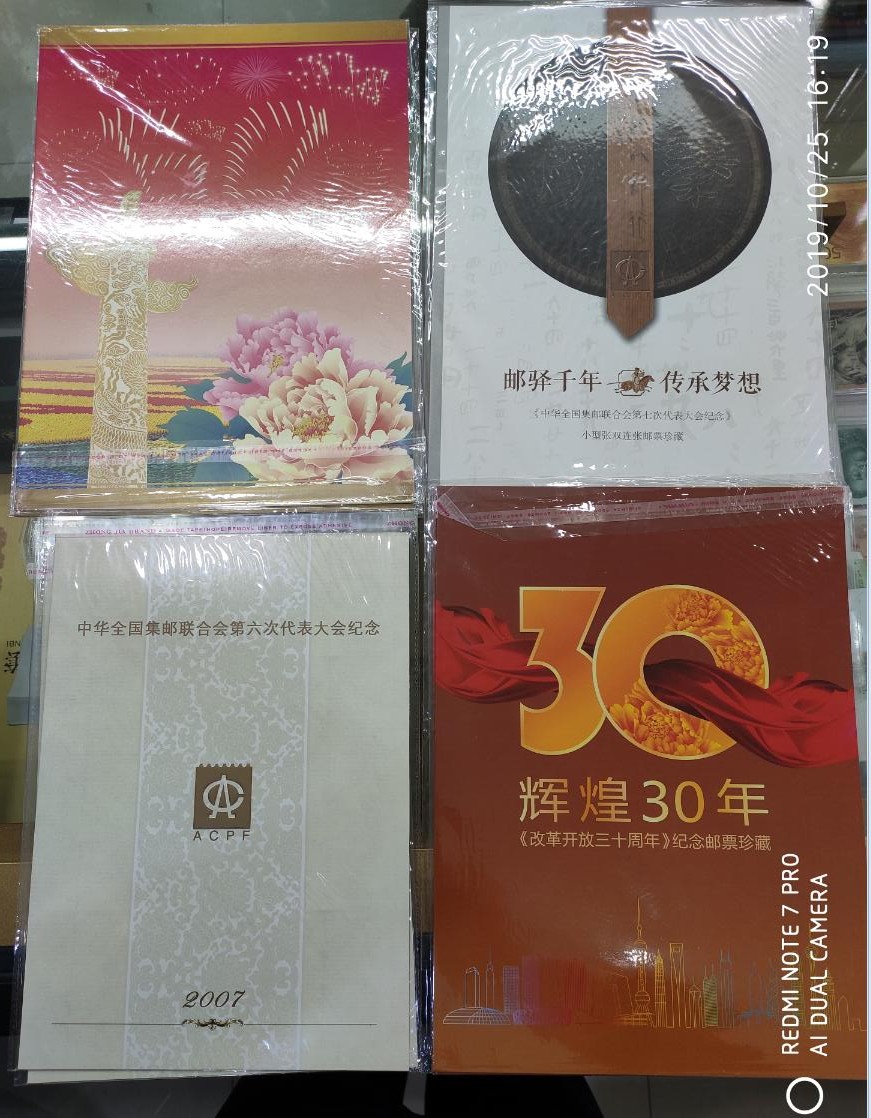 邮驿千年 传承梦想
《中华全国集邮联合会第七次代表大会纪念》
小型张双连张邮票珍藏
2019/10/25 16:19
中华全国集邮联合会第六次代表大会纪念
ACPF
2007
30
辉煌30年
《改革开放三十周年》纪念邮票珍藏
REDMI NOTE 7 PRO
AI DUAL CAMERA